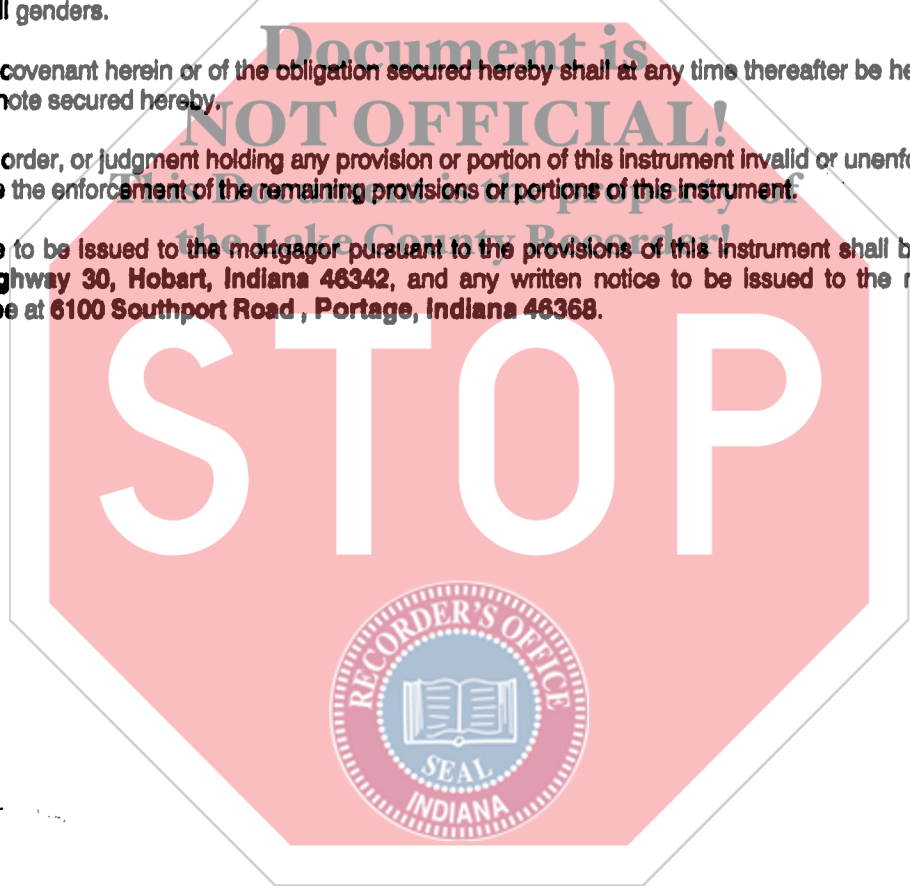 ll genders.
Document is
covenant herein or of the obligation secured hereby shall at any time thereafter be he
note secured hereby.
NOT OFFICIAL!
order, or judgment holding any provision or portion of this instrument invalid or unenfo
e the enforcement of the remaining provisions or portions of this instrument.
This Document is the property of
the Lake County Recorder!
e to be issued to the mortgagor pursuant to the provisions of this instrument shall b
ghway 30, Hobart, Indiana 46342, and any written notice to be issued to the
be at 6100 Southport Road , Portage, Indiana 46368.
STOP
RECORDER'S OFFICE
SEAL
INDIANA